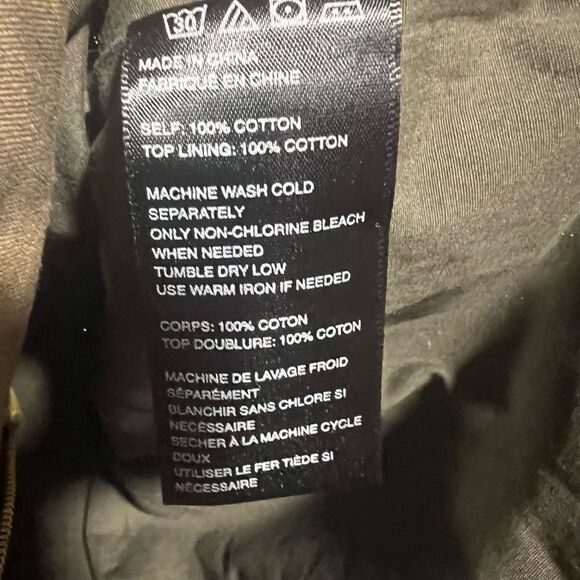 30
MADE IN CHINA
FABRIQUE EN CHINE
SELF: 100% COTTON
TOP LINING: 100% COTTON
MACHINE WASH COLD
SEPARATELY
ONLY NON-CHLORINE BLEACH
WHEN NEEDED
TUMBLE DRY LOW
USE WARM IRON IF NEEDED
CORPS: 100% COTON
TOP DOUBLURE: 100% COTON
MACHINE DE LAVAGE FROID
SÉPARÉMENT
BLANCHIR SANS CHLORE SI
NÉCESSAIRE
SECHER À LA MACHINE CYCLE
DOUX
UTILISER LE FER TIÈDE SI
NÉCESSAIRE